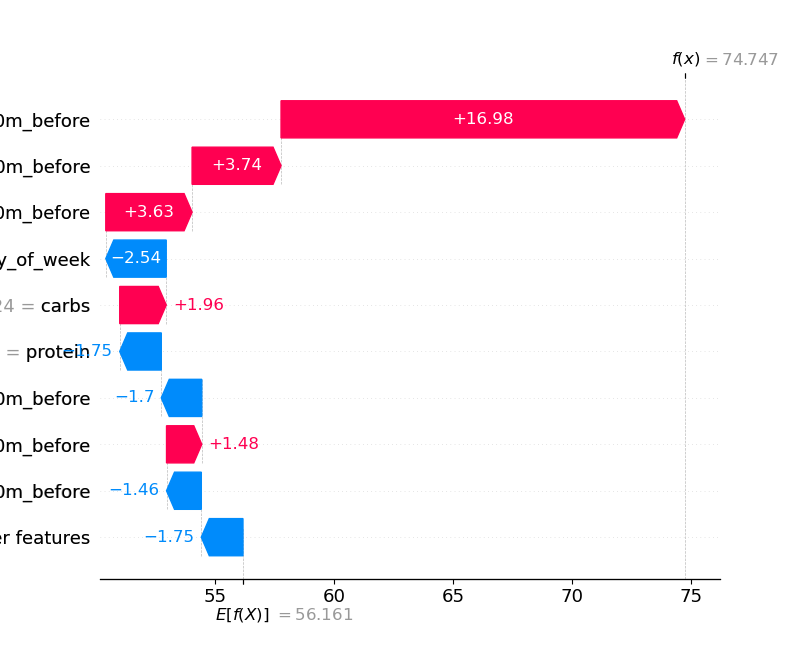 f(x) = 74.747
0m_before +16.98
0m_before +3.74
0m_before +3.63
y_of_week −2.54
24 = carbs +1.96
= protein −1.75
0m_before −1.7
0m_before +1.48
0m_before −1.46
er features −1.75
55 60 65 70 75
E[f(X)] = 56.161